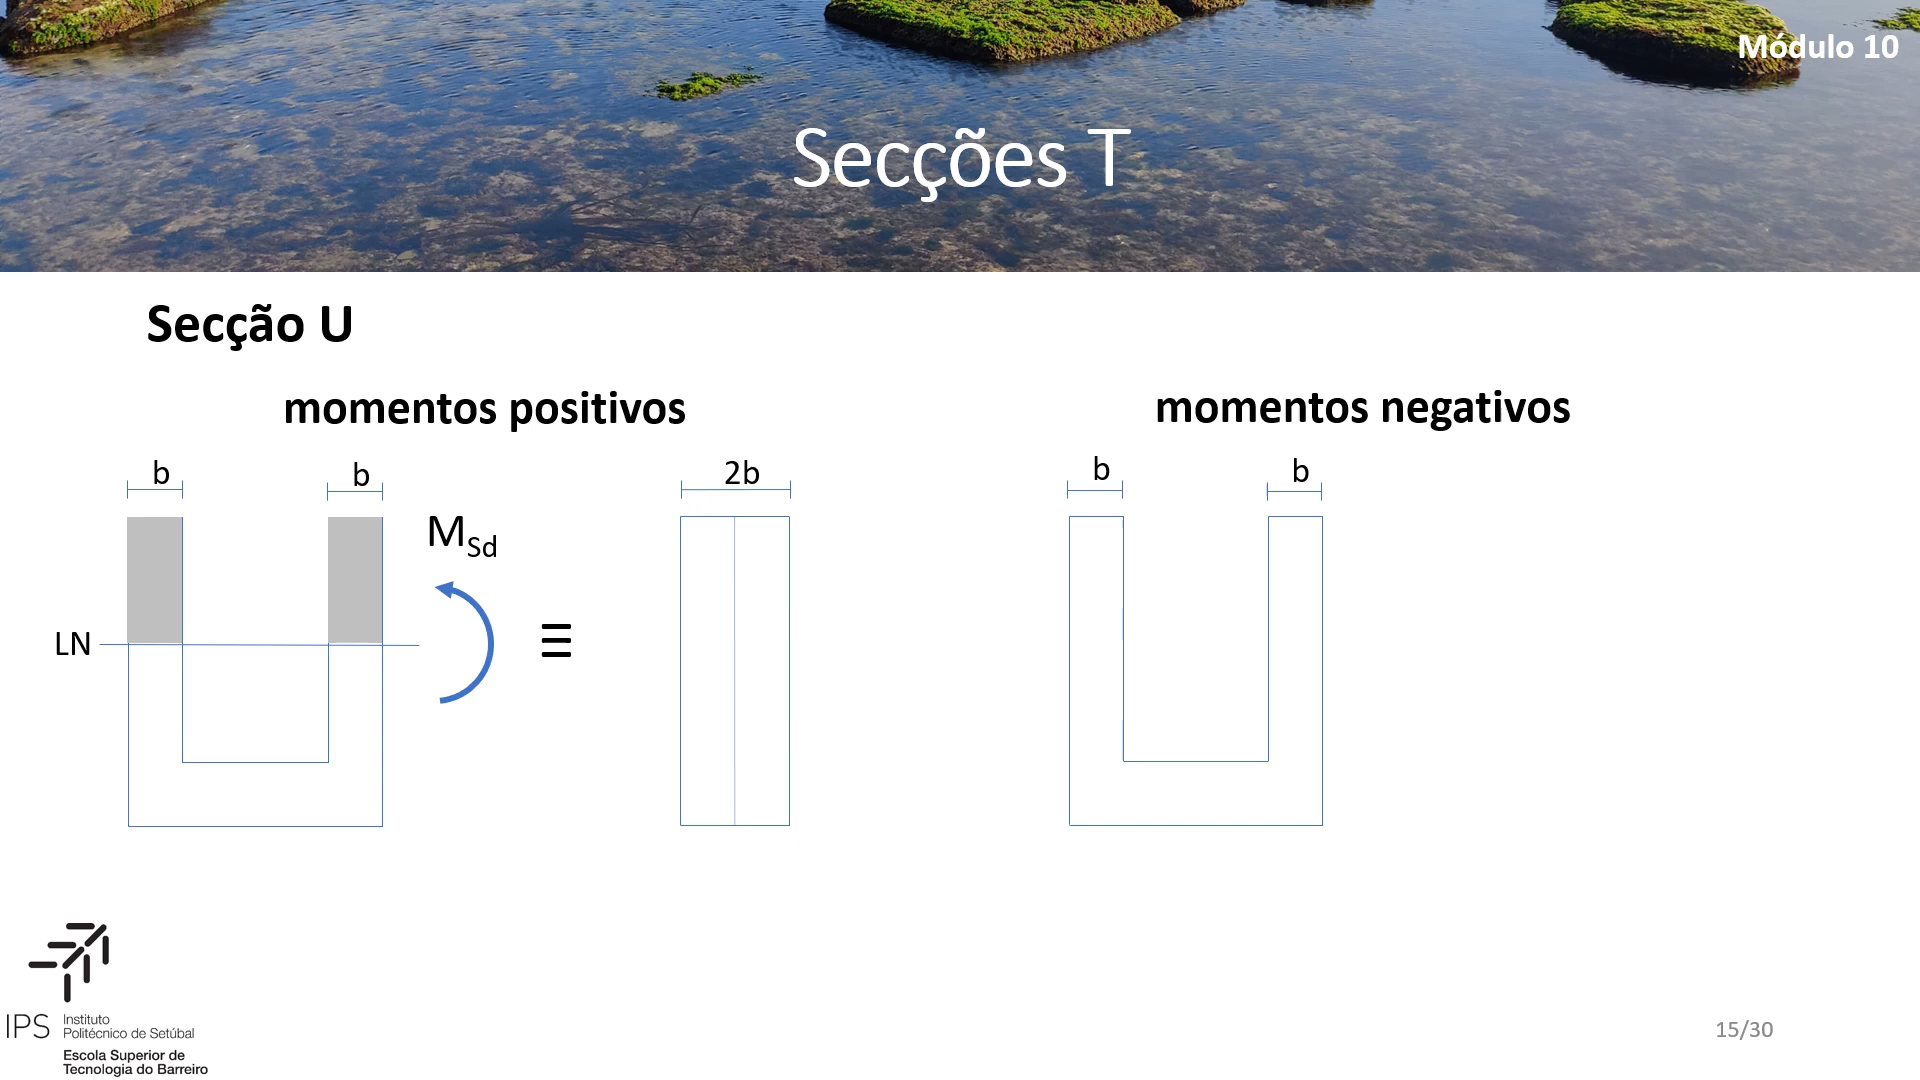 Módulo 10
Secções T
Secção U
momentos positivos
momentos negativos
b
b
2b
b
b
MSd
LN
≡
IPS
Instituto
Politécnico de Setúbal
Escola Superior de
Tecnologia do Barreiro
15/30